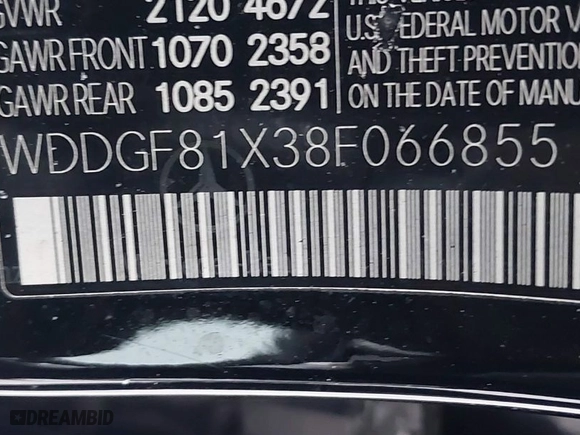 GVWR 2120 4672
GAWR FRONT 1070 2358
GAWR REAR 1085 2391
U.S. FEDERAL MOTOR V
AND THEFT PREVENTION
ON THE DATE OF MANU
WDDGF81X38F066855
DREAMBID